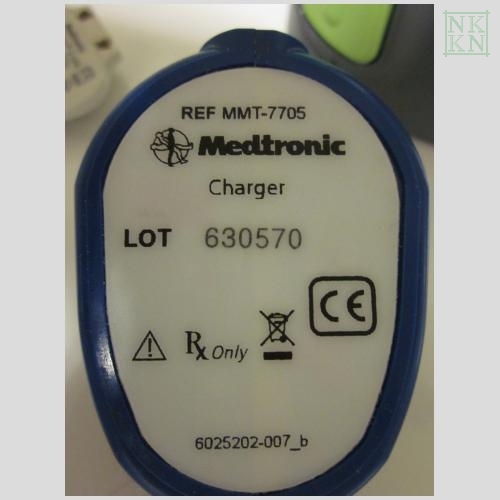 NK
KN
REF MMT-7705
Medtronic
Charger
LOT 630570
CE
Rx Only
6025202-007_b